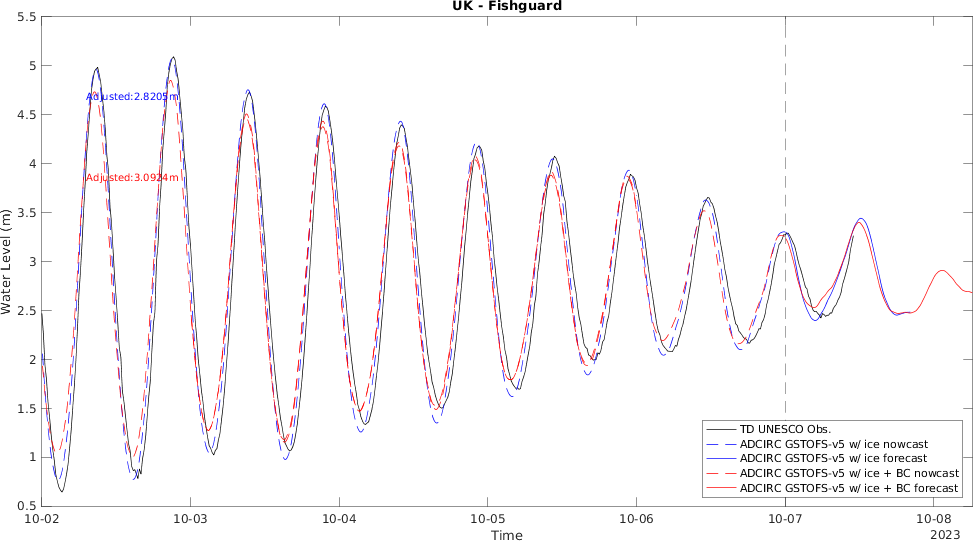 UK - Fishguard
5.5
5
4.5
4
3.5
3
2.5
2
1.5
1
0.5
Water Level (m)
Adjusted:2.8205m
Adjusted:3.0924m
TD UNESCO Obs.
ADCIRC GSTOFS-v5 w/ ice nowcast
ADCIRC GSTOFS-v5 w/ ice forecast
ADCIRC GSTOFS-v5 w/ ice + BC nowcast
ADCIRC GSTOFS-v5 w/ ice + BC forecast
10-02 10-03 10-04 10-05 10-06 10-07 10-08
Time 2023